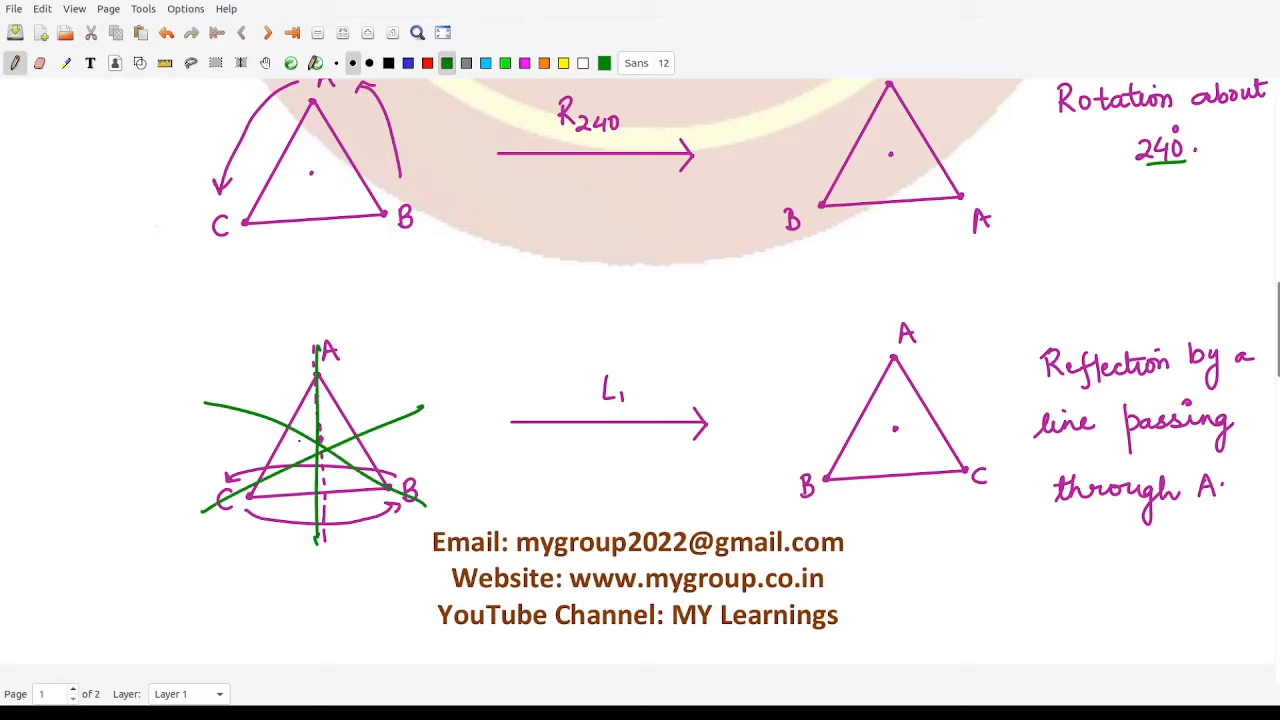 File Edit View Page Tools Options Help
Sans 12
A
C
B
R240
B
A
Rotation about
240°.
A
C
B
L1
A
B
C
Reflection by a
line passing
through A.
Email: mygroup2022@gmail.com
Website: www.mygroup.co.in
YouTube Channel: MY Learnings
Page 1 of 2 Layer: Layer 1